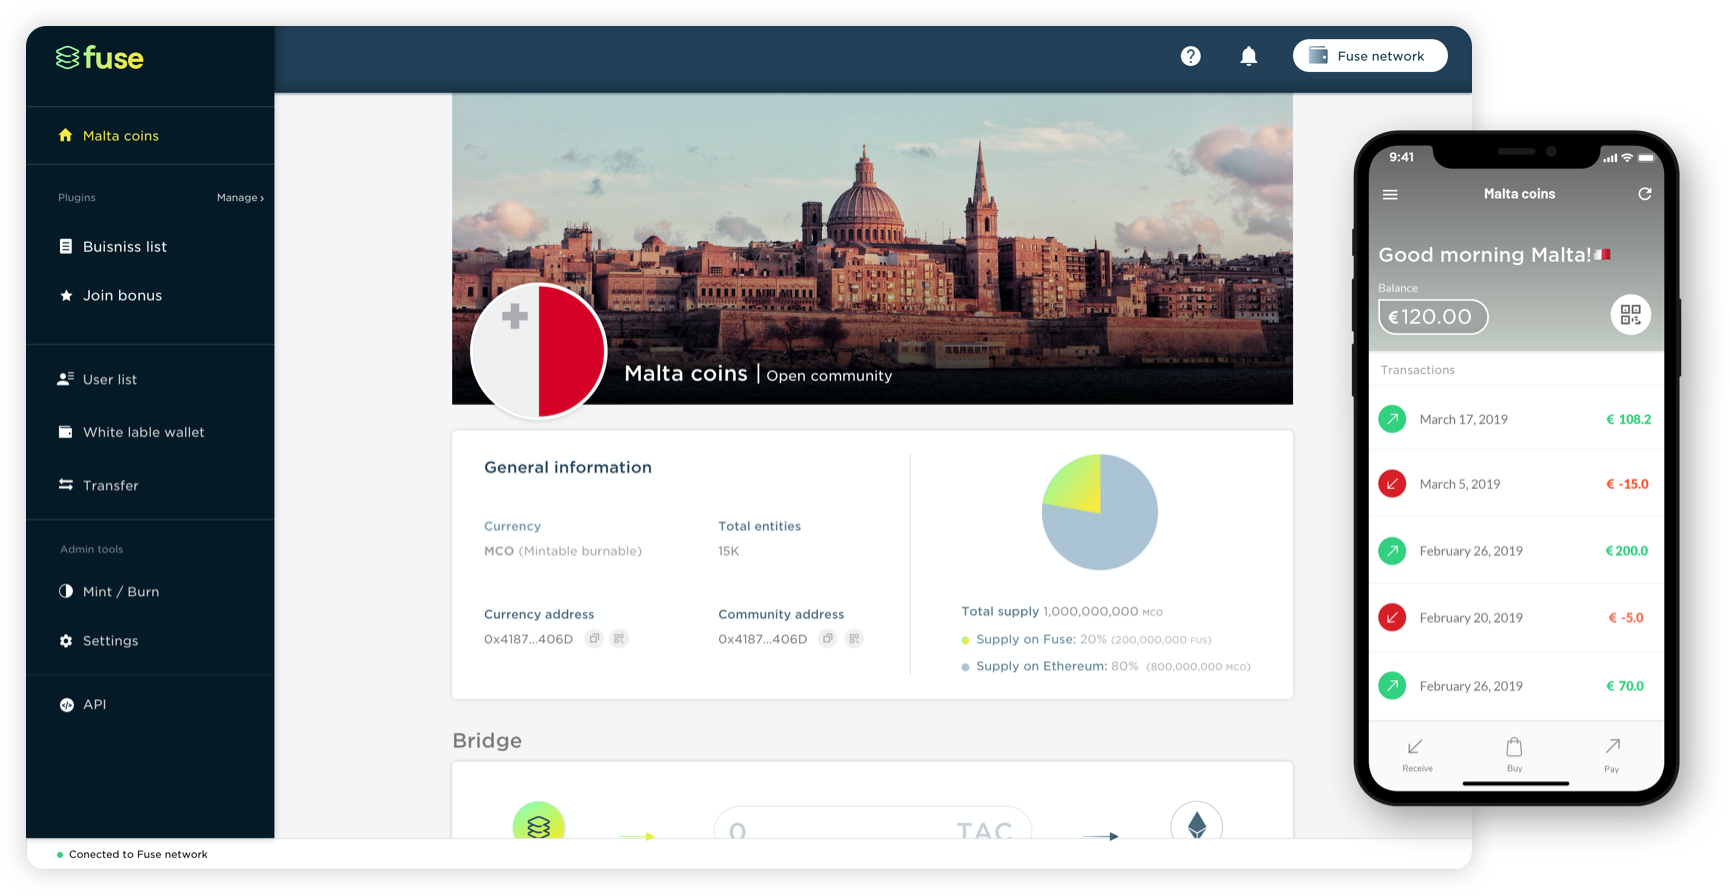 fuse
Fuse network
Malta coins
Plugins Manage ›
Buisniss list
Join bonus
User list
White lable wallet
Transfer
Admin tools
Mint / Burn
Settings
API
Malta coins | Open community
General information
Currency
MCO (Mintable burnable)
Total entities
15K
Currency address
0x4187...406D
Community address
0x4187...406D
Total supply 1,000,000,000 MCO
Supply on Fuse: 20% (200,000,000 FUS)
Supply on Ethereum: 80% (800,000,000 MCO)
Bridge
0 TAC
Conected to Fuse network
9:41
Malta coins
Good morning Malta!
Balance
€120.00
Transactions
March 17, 2019 € 108.2
March 5, 2019 € -15.0
February 26, 2019 €200.0
February 20, 2019 € -5.0
February 26, 2019 € 70.0
Receive Buy Pay